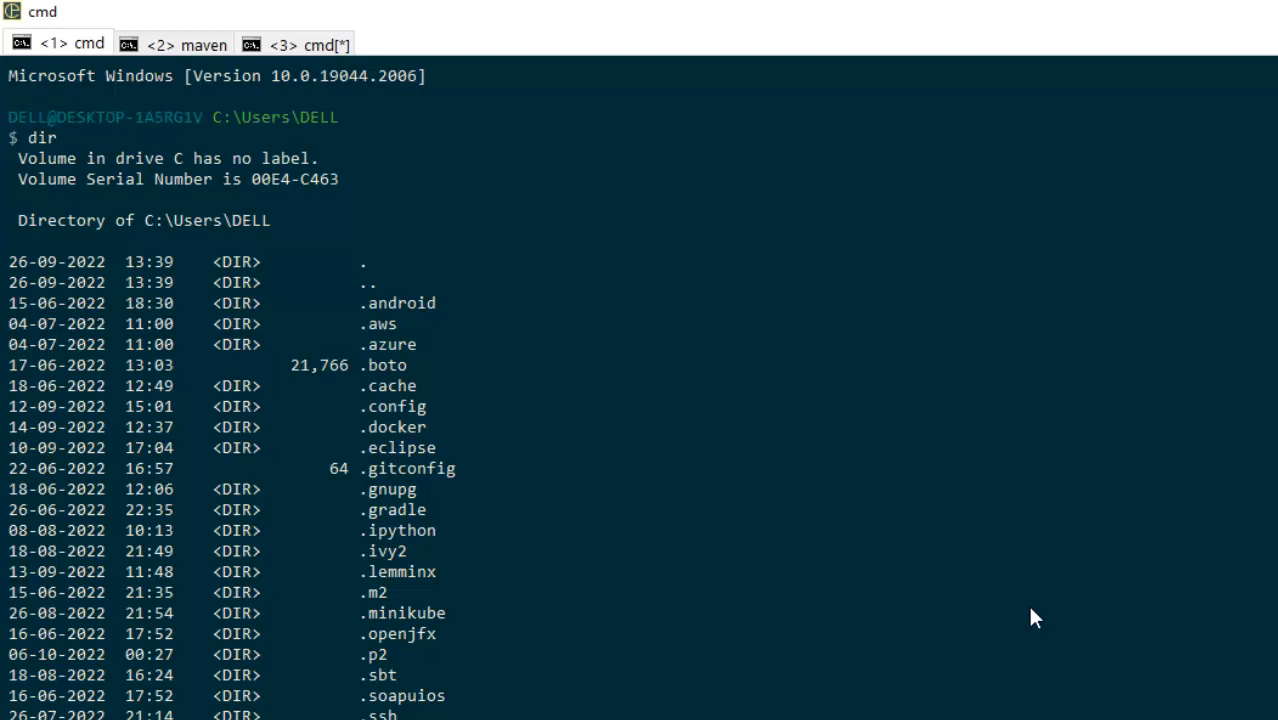 cmd
<1> cmd <2> maven <3> cmd[*]
Microsoft Windows [Version 10.0.19044.2006]
DELL@DESKTOP-1A5RG1V C:\Users\DELL
$ dir
Volume in drive C has no label.
Volume Serial Number is 00E4-C463
Directory of C:\Users\DELL
26-09-2022 13:39 <DIR> .
26-09-2022 13:39 <DIR> ..
15-06-2022 18:30 <DIR> .android
04-07-2022 11:00 <DIR> .aws
04-07-2022 11:00 <DIR> .azure
17-06-2022 13:03 21,766 .boto
18-06-2022 12:49 <DIR> .cache
12-09-2022 15:01 <DIR> .config
14-09-2022 12:37 <DIR> .docker
10-09-2022 17:04 <DIR> .eclipse
22-06-2022 16:57 64 .gitconfig
18-06-2022 12:06 <DIR> .gnupg
26-06-2022 22:35 <DIR> .gradle
08-08-2022 10:13 <DIR> .ipython
18-08-2022 21:49 <DIR> .ivy2
13-09-2022 11:48 <DIR> .lemminx
15-06-2022 21:35 <DIR> .m2
26-08-2022 21:54 <DIR> .minikube
16-06-2022 17:52 <DIR> .openjfx
06-10-2022 00:27 <DIR> .p2
18-08-2022 16:24 <DIR> .sbt
16-06-2022 17:52 <DIR> .soapuios
26-07-2022 21:14 <DIR> .ssh